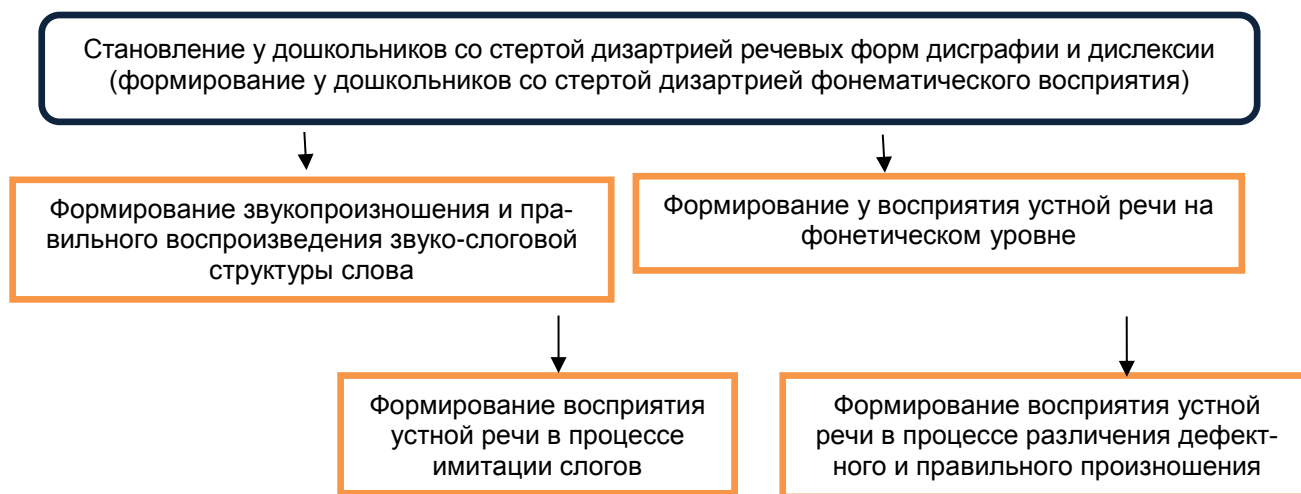 Становление у дошкольников со стертой дизартрией речевых форм дисграфии и дислексии
(формирование у дошкольников со стертой дизартрией фонематического восприятия)
Формирование звукопроизношения и пра-
вильного воспроизведения звуко-слоговой
структуры слова
Формирование у восприятия устной речи на
фонетическом уровне
Формирование восприятия
устной речи в процессе
имитации слогов
Формирование восприятия устной
речи в процессе различения дефект-
ного и правильного произношения